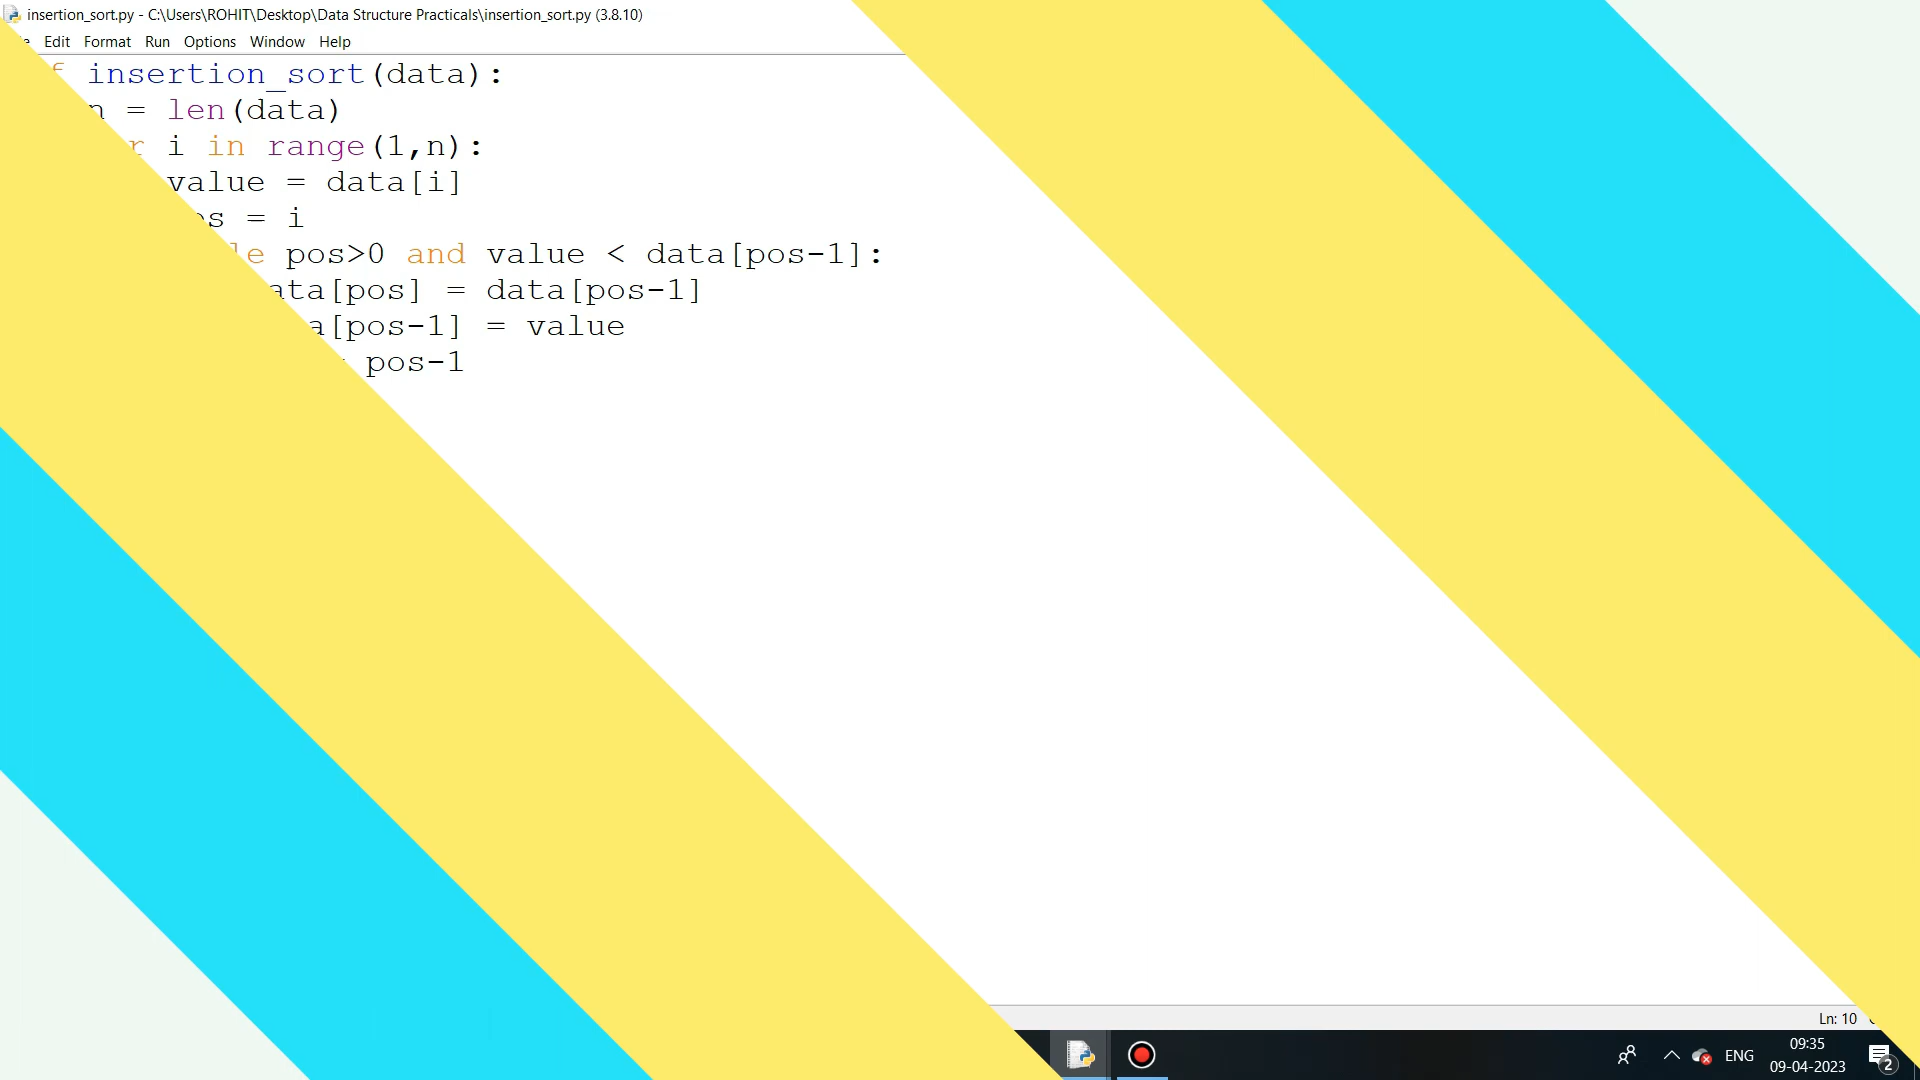 insertion_sort.py - C:\Users\ROHIT\Desktop\Data Structure Practicals\insertion_sort.py (3.8.10)
Edit Format Run Options Window Help
insertion_sort(data):
n = len(data)
i in range(1,n):
value = data[i]
= i
pos>0 and value < data[pos-1]:
ata[pos] = data[pos-1]
a[pos-1] = value
pos-1
Ln: 10
ENG
09:35
09-04-2023
2